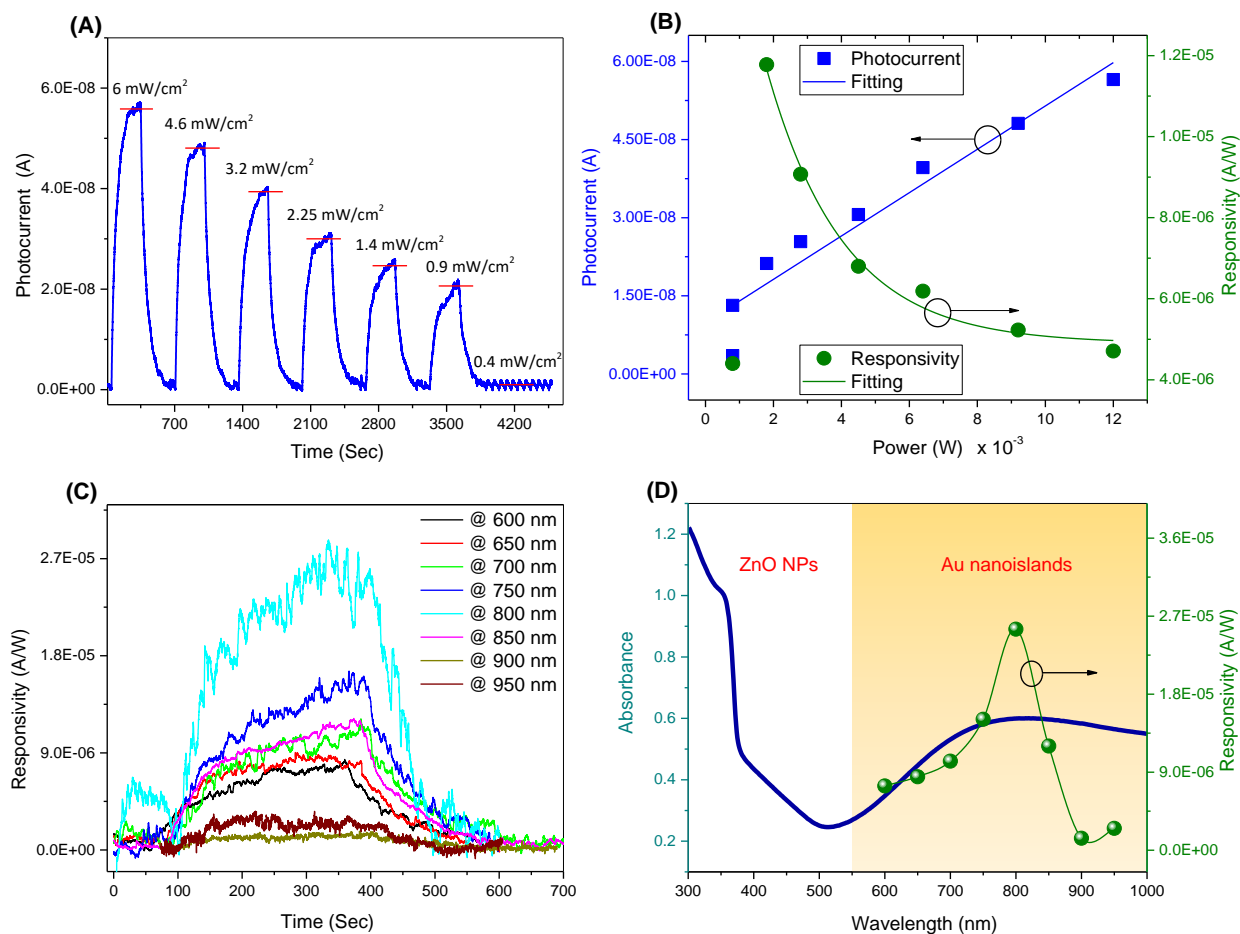 (A)
6 mW/cm²
4.6 mW/cm²
3.2 mW/cm²
2.25 mW/cm²
1.4 mW/cm²
0.9 mW/cm²
0.4 mW/cm²
6.0E-08
4.0E-08
2.0E-08
0.0E+00
Photocurrent (A)
700 1400 2100 2800 3500 4200
Time (Sec)
(B)
Photocurrent
Fitting
Responsivity
Fitting
6.00E-08
4.50E-08
3.00E-08
1.50E-08
0.00E+00
Photocurrent (A)
1.2E-05
1.0E-05
8.0E-06
6.0E-06
4.0E-06
Responsivity (A/W)
0 2 4 6 8 10 12
Power (W) x 10⁻³
(C)
@ 600 nm
@ 650 nm
@ 700 nm
@ 750 nm
@ 800 nm
@ 850 nm
@ 900 nm
@ 950 nm
2.7E-05
1.8E-05
9.0E-06
0.0E+00
Responsivity (A/W)
0 100 200 300 400 500 600 700
Time (Sec)
(D)
ZnO NPs
Au nanoislands
1.2
1.0
0.8
0.6
0.4
0.2
Absorbance
3.6E-05
2.7E-05
1.8E-05
9.0E-06
0.0E+00
Responsivity (A/W)
300 400 500 600 700 800 900 1000
Wavelength (nm)